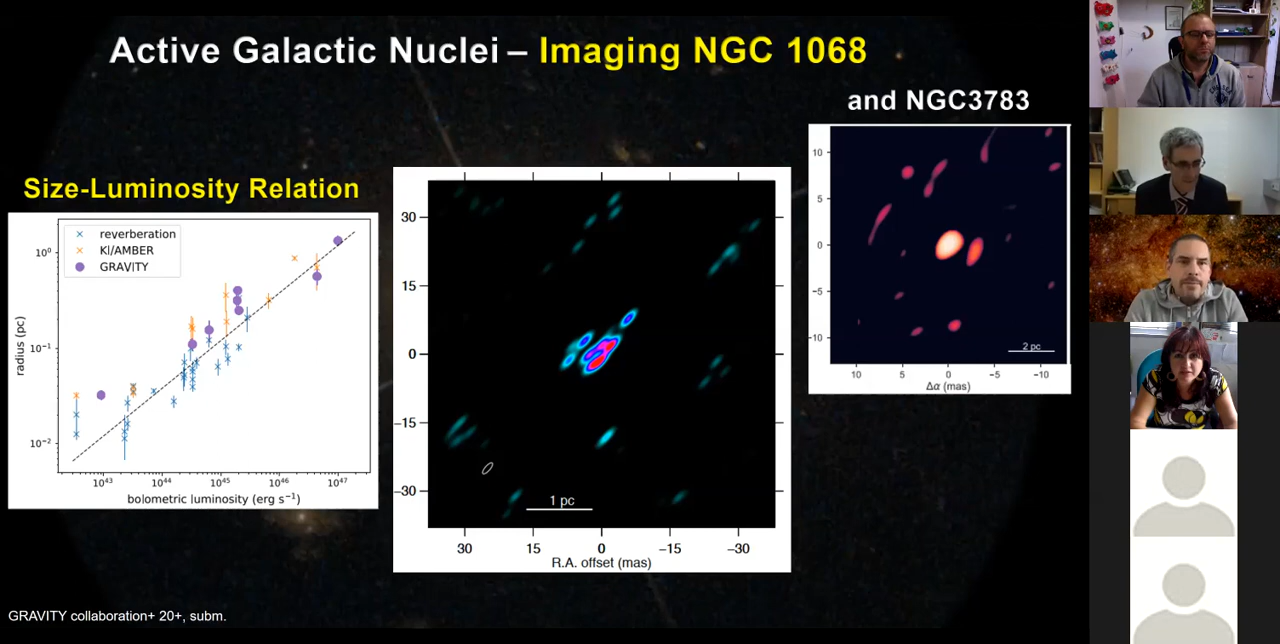 Active Galactic Nuclei – Imaging NGC 1068
and NGC3783
Size-Luminosity Relation
reverberation
KI/AMBER
GRAVITY
10⁰
10⁻¹
10⁻²
radius (pc)
10⁴³
10⁴⁴
10⁴⁵
10⁴⁶
10⁴⁷
bolometric luminosity (erg s⁻¹)
30
15
0
−15
−30
1 pc
30
15
0
−15
−30
R.A. offset (mas)
10
5
0
−5
−10
2 pc
10
5
0
−5
−10
Δα (mas)
GRAVITY collaboration+ 20+, subm.